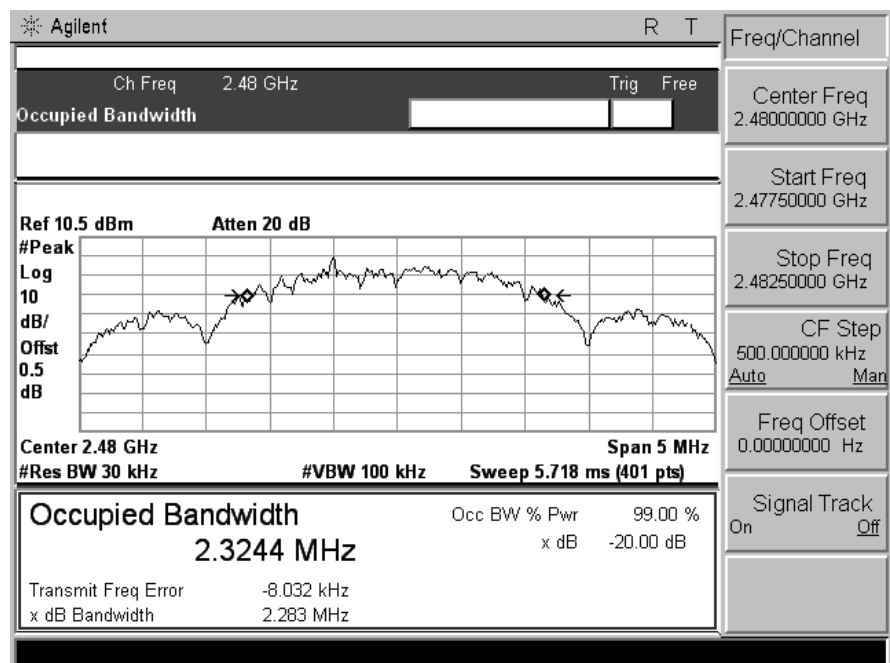 Agilent R T
Freq/Channel
Ch Freq 2.48 GHz Trig Free
Occupied Bandwidth
Center Freq
2.48000000 GHz
Start Freq
2.47750000 GHz
Stop Freq
2.48250000 GHz
CF Step
500.000000 kHz
Auto Man
Freq Offset
0.00000000 Hz
Signal Track
On Off
Ref 10.5 dBm Atten 20 dB
#Peak
Log
10
dB/
Offst
0.5
dB
Center 2.48 GHz Span 5 MHz
#Res BW 30 kHz #VBW 100 kHz Sweep 5.718 ms (401 pts)
Occupied Bandwidth Occ BW % Pwr 99.00 %
2.3244 MHz x dB -20.00 dB
Transmit Freq Error -8.032 kHz
x dB Bandwidth 2.283 MHz